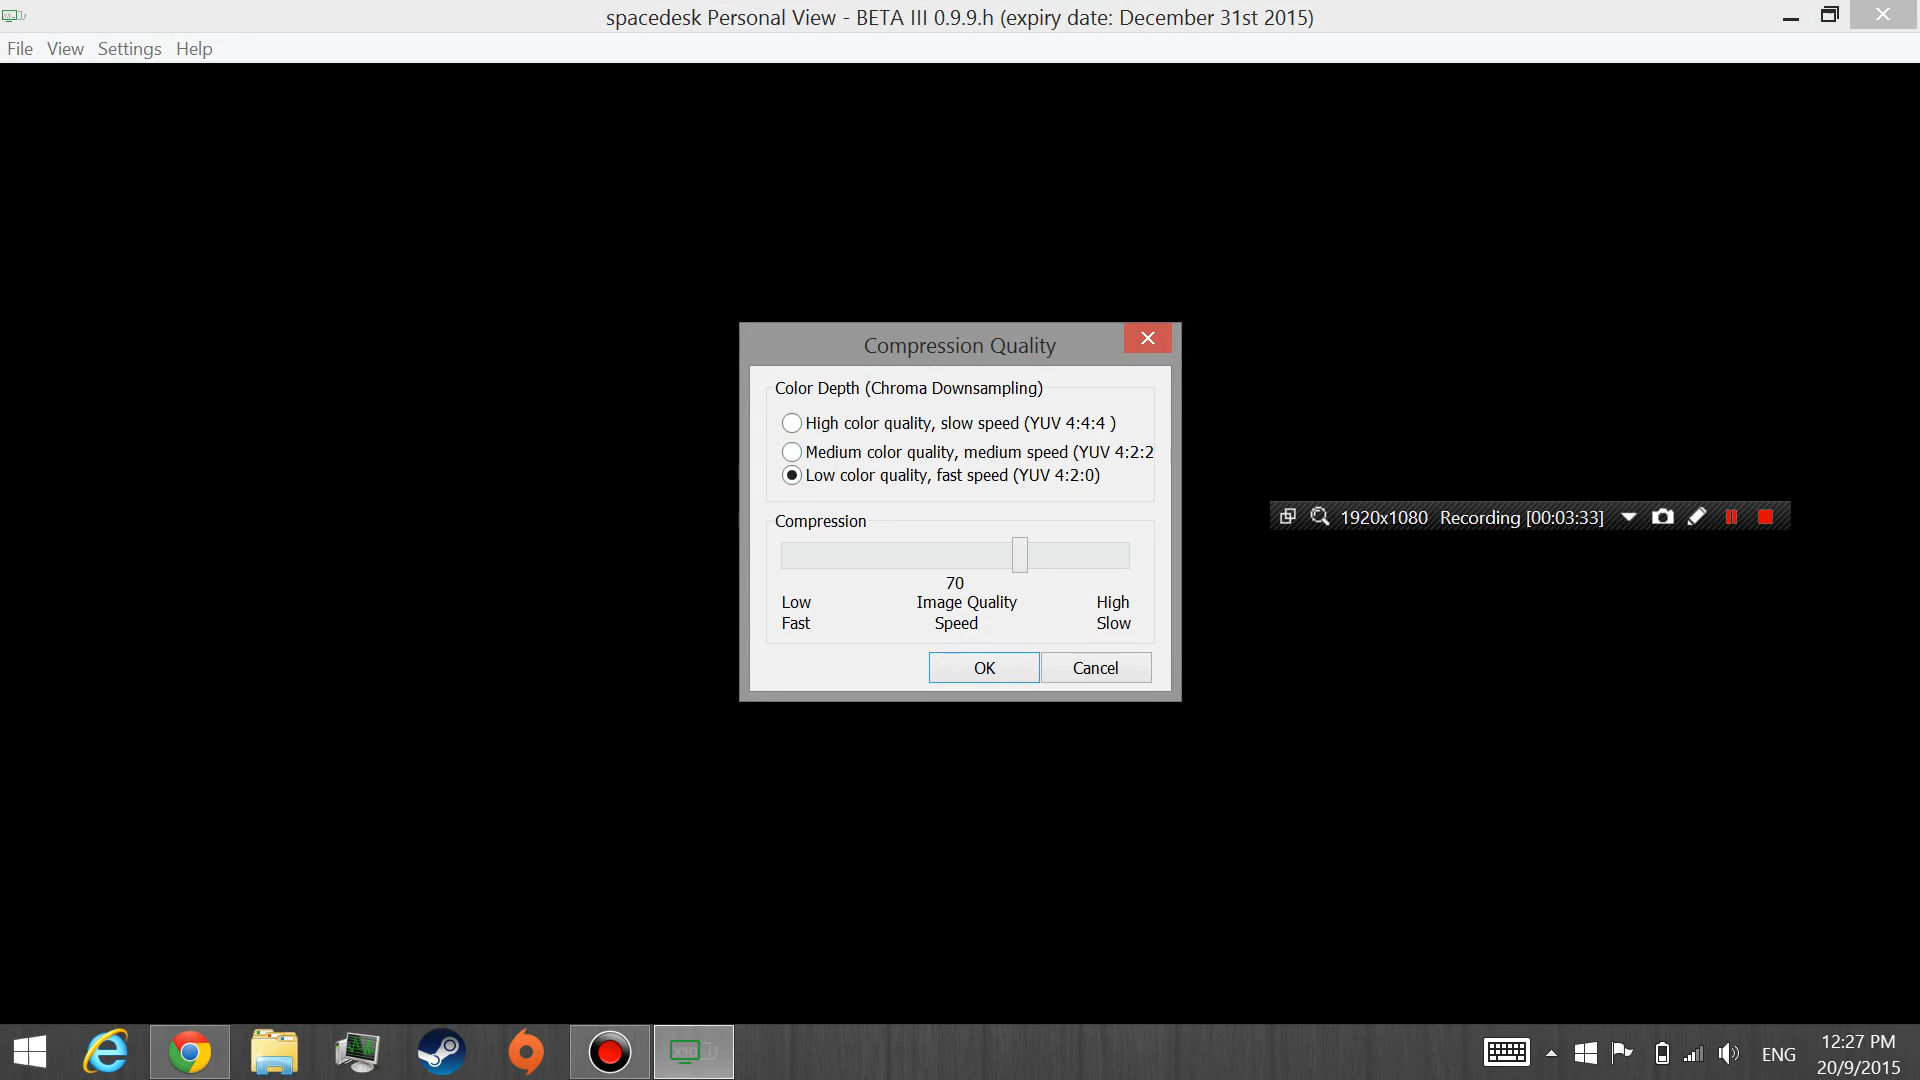 spacedesk Personal View - BETA III 0.9.9.h (expiry date: December 31st 2015)
File View Settings Help
Compression Quality
Color Depth (Chroma Downsampling)
High color quality, slow speed (YUV 4:4:4 )
Medium color quality, medium speed (YUV 4:2:2
Low color quality, fast speed (YUV 4:2:0)
1920x1080 Recording [00:03:33]
Compression
70
Low Image Quality High
Fast Speed Slow
OK Cancel
ENG
12:27 PM
20/9/2015